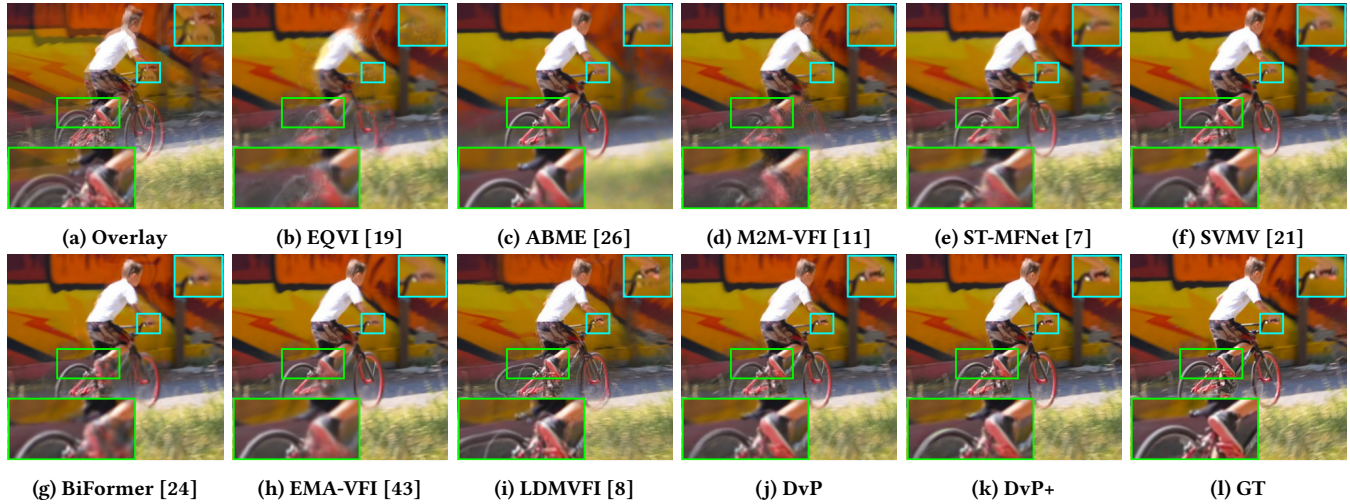 (a) Overlay
(b) EQVI [19]
(c) ABME [26]
(d) M2M-VFI [11]
(e) ST-MFNet [7]
(f) SVMV [21]
(g) BiFormer [24]
(h) EMA-VFI [43]
(i) LDMVFI [8]
(j) DvP
(k) DvP+
(l) GT